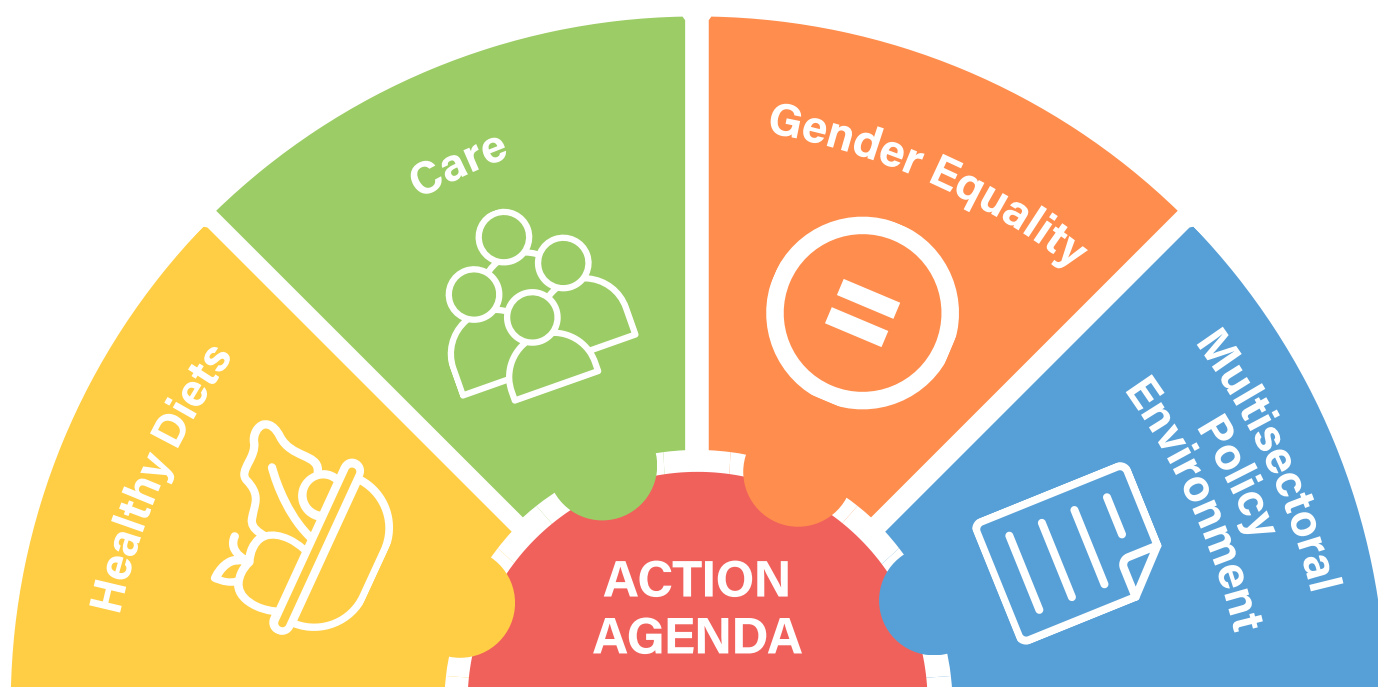 Healthy Diets
Care
Gender Equality
Multisectoral
Policy
Environment
ACTION
AGENDA